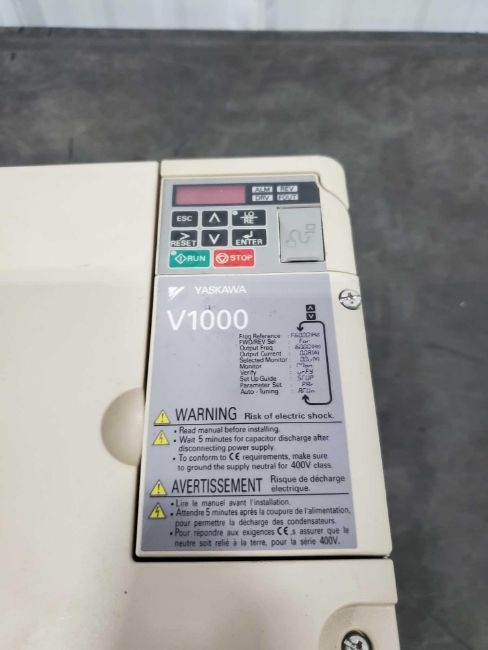 ALM REV
DRV FOUT
ESC LO
RE
RESET ENTER
RUN STOP
YASKAWA
V1000
Freq Reference
FWD/REV Sel
Output Freq.
Output Current
Selected Monitor
Monitor
Verify
Set Up Guide
Parameter Set.
Auto - Tuning
WARNING Risk of electric shock.
• Read manual before installing.
• Wait 5 minutes for capacitor discharge after
disconnecting power supply.
• To conform to CE requirements, make sure
to ground the supply neutral for 400V class.
AVERTISSEMENT Risque de décharge
électrique.
• Lire le manuel avant l'installation.
• Attendre 5 minutes après la coupure de l'alimentation,
pour permettre la décharge des condensateurs.
• Pour répondre aux exigences CE, s assurer que le
neutre soit relié à la terre, pour la série 400V.